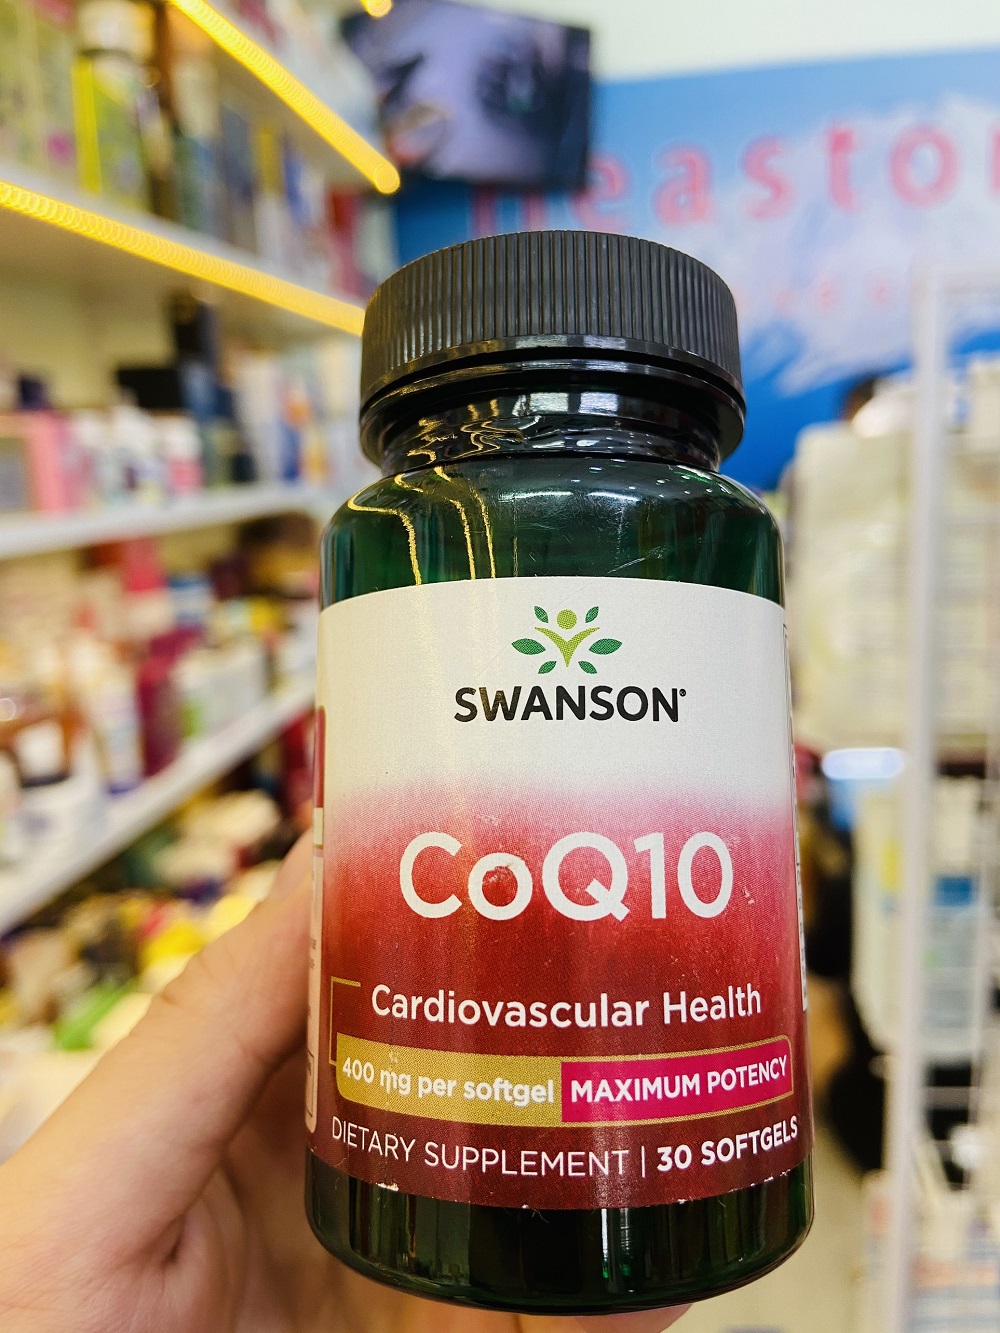 SWANSON®
CoQ10
Cardiovascular Health
400 mg per softgel MAXIMUM POTENCY
DIETARY SUPPLEMENT | 30 SOFTGELS